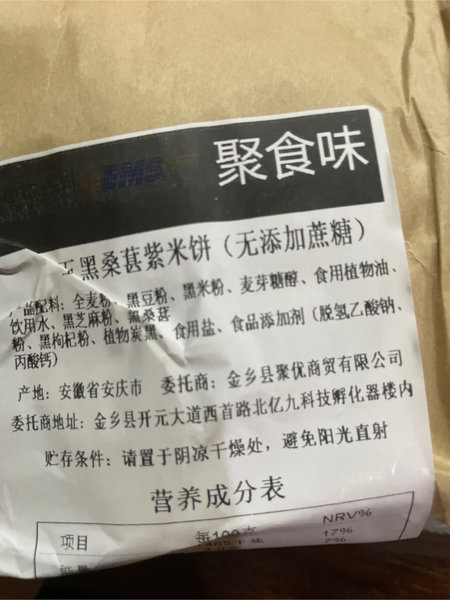 EMS
聚食味
五黑桑葚紫米饼（无添加蔗糖）
产品配料: 全麦粉、黑豆粉、黑米粉、麦芽糖醇、食用植物油、
饮用水、黑芝麻粉、黑桑葚
粉、黑枸杞粉、植物炭黑、食用盐、食品添加剂（脱氢乙酸钠、
丙酸钙）
产地: 安徽省安庆市 委托商: 金乡县聚优商贸有限公司
委托商地址: 金乡县开元大道西首路北亿九科技孵化器楼内
贮存条件: 请置于阴凉干燥处，避免阳光直射
营养成分表
项目 每100克 NRV%
17%